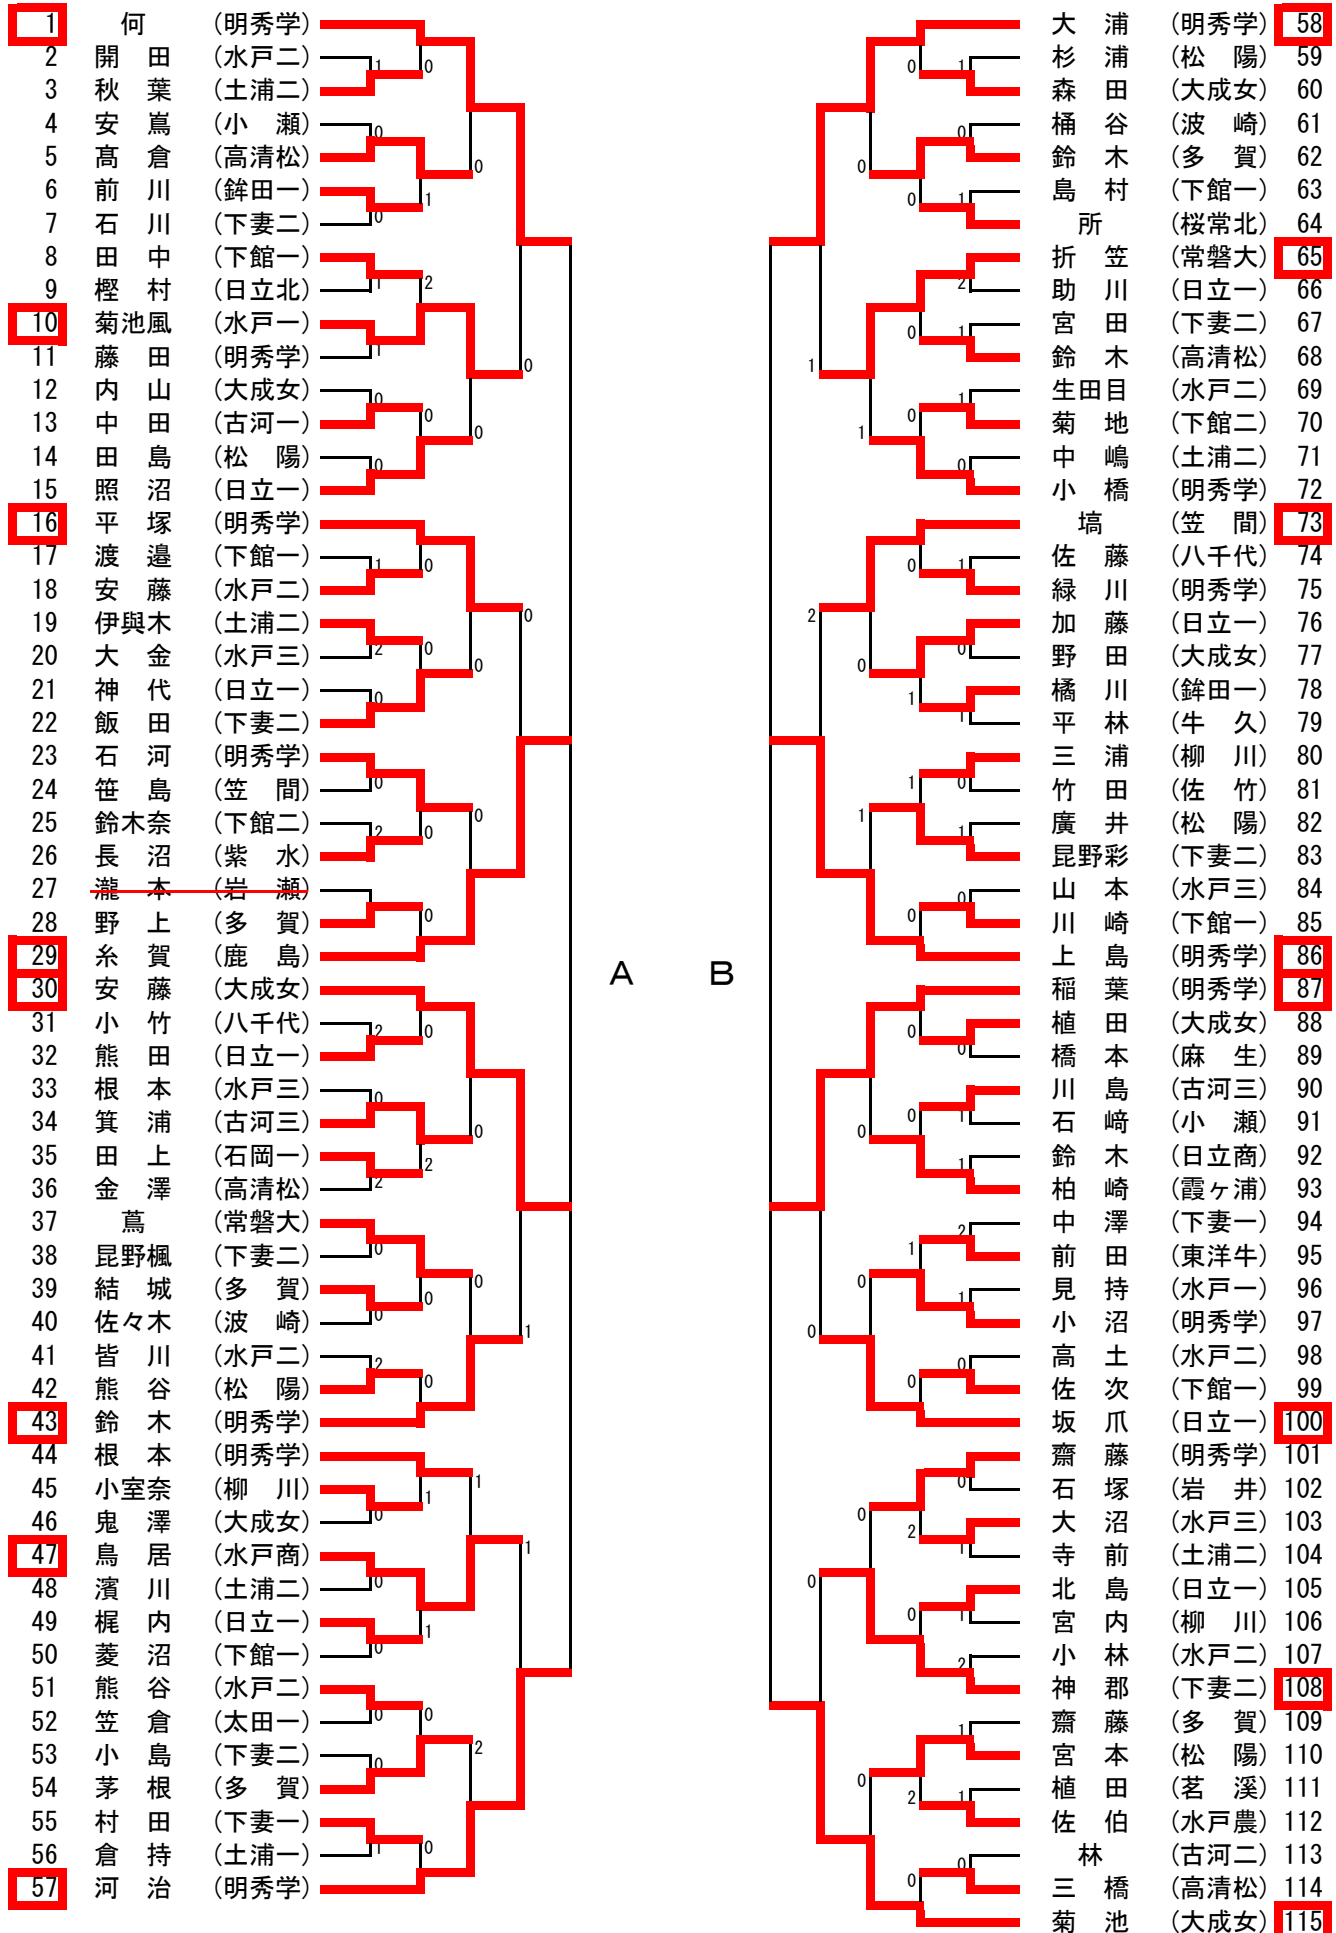 1 何 (明秀学)
2 開 田 (水戸二)
3 秋 葉 (土浦二)
4 安 嶌 (小 瀬)
5 髙 倉 (高清松)
6 前 川 (鉾田一)
7 石 川 (下妻二)
8 田 中 (下館一)
9 樫 村 (日立北)
10 菊池風 (水戸一)
11 藤 田 (明秀学)
12 内 山 (大成女)
13 中 田 (古河一)
14 田 島 (松 陽)
15 照 沼 (日立一)
16 平 塚 (明秀学)
17 渡 邉 (下館一)
18 安 藤 (水戸二)
19 伊與木 (土浦二)
20 大 金 (水戸三)
21 神 代 (日立一)
22 飯 田 (下妻二)
23 石 河 (明秀学)
24 笹 島 (笠 間)
25 鈴木奈 (下館二)
26 長 沼 (紫 水)
27 瀧 本 (岩 瀬)
28 野 上 (多 賀)
29 糸 賀 (鹿 島)
30 安 藤 (大成女)
31 小 竹 (八千代)
32 熊 田 (日立一)
33 根 本 (水戸三)
34 箕 浦 (古河三)
35 田 上 (石岡一)
36 金 澤 (高清松)
37 蔦 (常磐大)
38 昆野楓 (下妻二)
39 結 城 (多 賀)
40 佐々木 (波 崎)
41 皆 川 (水戸二)
42 熊 谷 (松 陽)
43 鈴 木 (明秀学)
44 根 本 (明秀学)
45 小室奈 (柳 川)
46 鬼 澤 (大成女)
47 鳥 居 (水戸商)
48 濱 川 (土浦二)
49 梶 内 (日立一)
50 菱 沼 (下館一)
51 熊 谷 (水戸二)
52 笠 倉 (太田一)
53 小 島 (下妻二)
54 茅 根 (多 賀)
55 村 田 (下妻一)
56 倉 持 (土浦一)
57 河 治 (明秀学)
A B
大 浦 (明秀学) 58
杉 浦 (松 陽) 59
森 田 (大成女) 60
桶 谷 (波 崎) 61
鈴 木 (多 賀) 62
島 村 (下館一) 63
所 (桜常北) 64
折 笠 (常磐大) 65
助 川 (日立一) 66
宮 田 (下妻二) 67
鈴 木 (高清松) 68
生田目 (水戸二) 69
菊 地 (下館二) 70
中 嶋 (土浦二) 71
小 橋 (明秀学) 72
塙 (笠 間) 73
佐 藤 (八千代) 74
緑 川 (明秀学) 75
加 藤 (日立一) 76
野 田 (大成女) 77
橘 川 (鉾田一) 78
平 林 (牛 久) 79
三 浦 (柳 川) 80
竹 田 (佐 竹) 81
廣 井 (松 陽) 82
昆野彩 (下妻二) 83
山 本 (水戸三) 84
川 崎 (下館一) 85
上 島 (明秀学) 86
稲 葉 (明秀学) 87
植 田 (大成女) 88
橋 本 (麻 生) 89
川 島 (古河三) 90
石 﨑 (小 瀬) 91
鈴 木 (日立商) 92
柏 崎 (霞ヶ浦) 93
中 澤 (下妻一) 94
前 田 (東洋牛) 95
見 持 (水戸一) 96
小 沼 (明秀学) 97
高 土 (水戸二) 98
佐 次 (下館一) 99
坂 爪 (日立一) 100
齋 藤 (明秀学) 101
石 塚 (岩 井) 102
大 沼 (水戸三) 103
寺 前 (土浦二) 104
北 島 (日立一) 105
宮 内 (柳 川) 106
小 林 (水戸二) 107
神 郡 (下妻二) 108
齋 藤 (多 賀) 109
宮 本 (松 陽) 110
植 田 (茗 溪) 111
佐 伯 (水戸農) 112
林 (古河二) 113
三 橋 (高清松) 114
菊 池 (大成女) 115